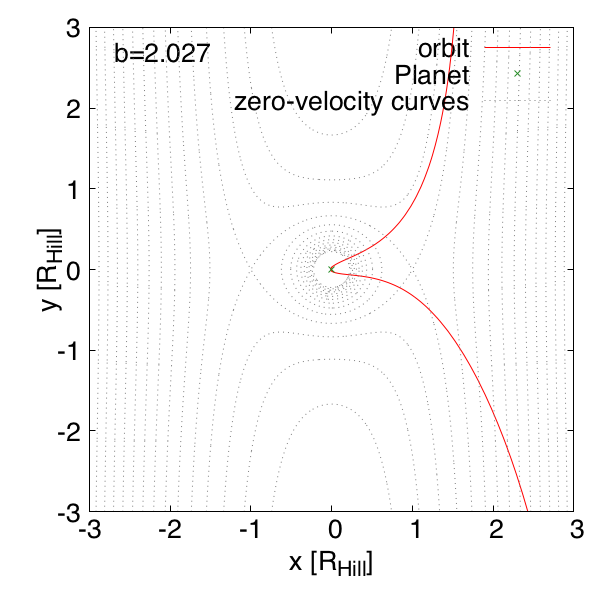 b=2.027
orbit
Planet
zero-velocity curves
3
2
1
0
-1
-2
-3
y [R_Hill]
-3 -2 -1 0 1 2 3
x [R_Hill]